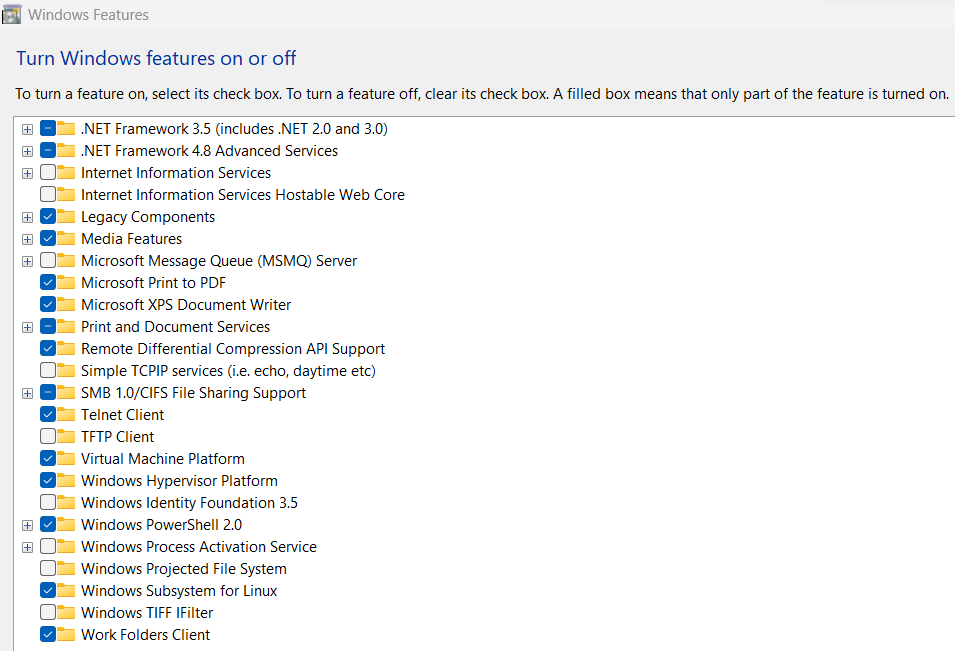 Windows Features
Turn Windows features on or off
To turn a feature on, select its check box. To turn a feature off, clear its check box. A filled box means that only part of the feature is turned on.
.NET Framework 3.5 (includes .NET 2.0 and 3.0)
.NET Framework 4.8 Advanced Services
Internet Information Services
Internet Information Services Hostable Web Core
Legacy Components
Media Features
Microsoft Message Queue (MSMQ) Server
Microsoft Print to PDF
Microsoft XPS Document Writer
Print and Document Services
Remote Differential Compression API Support
Simple TCPIP services (i.e. echo, daytime etc)
SMB 1.0/CIFS File Sharing Support
Telnet Client
TFTP Client
Virtual Machine Platform
Windows Hypervisor Platform
Windows Identity Foundation 3.5
Windows PowerShell 2.0
Windows Process Activation Service
Windows Projected File System
Windows Subsystem for Linux
Windows TIFF IFilter
Work Folders Client